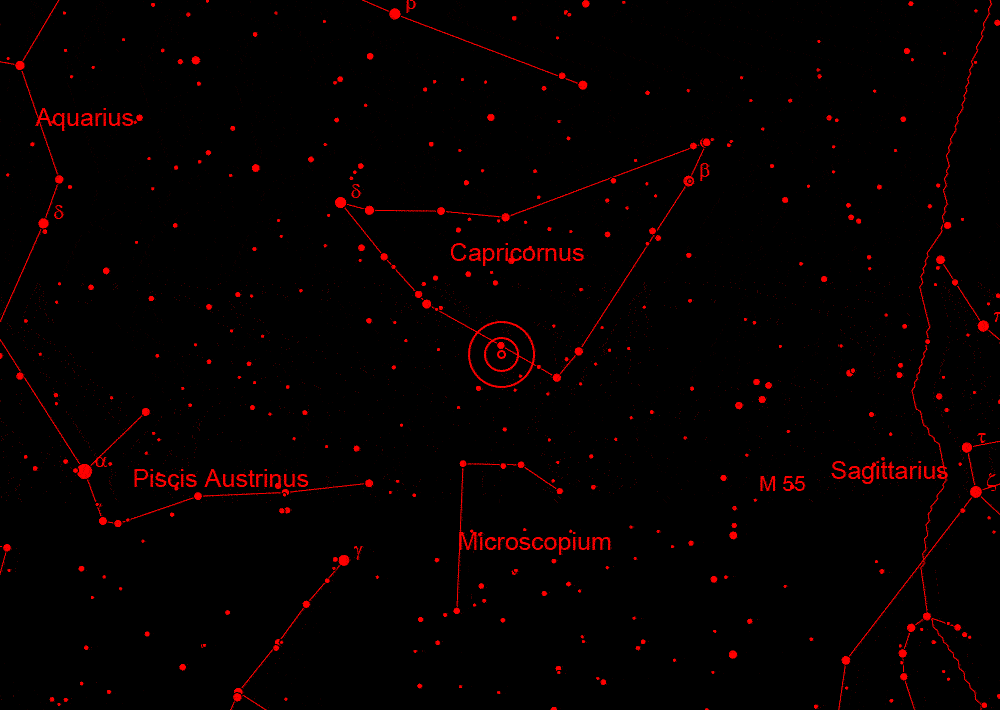 β
Aquarius
β
δ
δ
Capricornus
α
Piscis Austrinus
τ
Sagittarius
M 55
Microscopium
γ